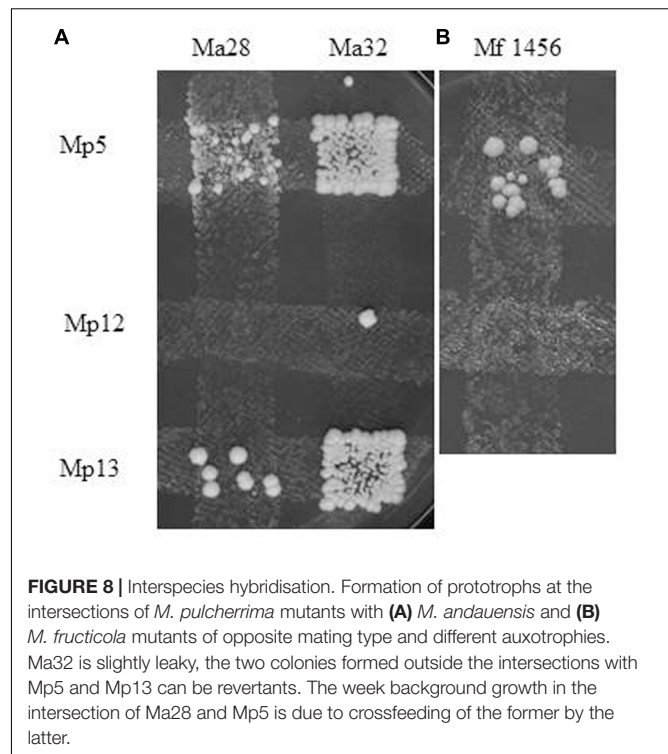 A
Ma28 Ma32
B
Mf 1456
Mp5
Mp12
Mp13
FIGURE 8 | Interspecies hybridisation. Formation of prototrophs at the
intersections of M. pulcherrima mutants with (A) M. andauensis and (B)
M. fructicola mutants of opposite mating type and different auxotrophies.
Ma32 is slightly leaky, the two colonies formed outside the intersections with
Mp5 and Mp13 can be revertants. The week background growth in the
intersection of Ma28 and Mp5 is due to crossfeeding of the former by the
latter.